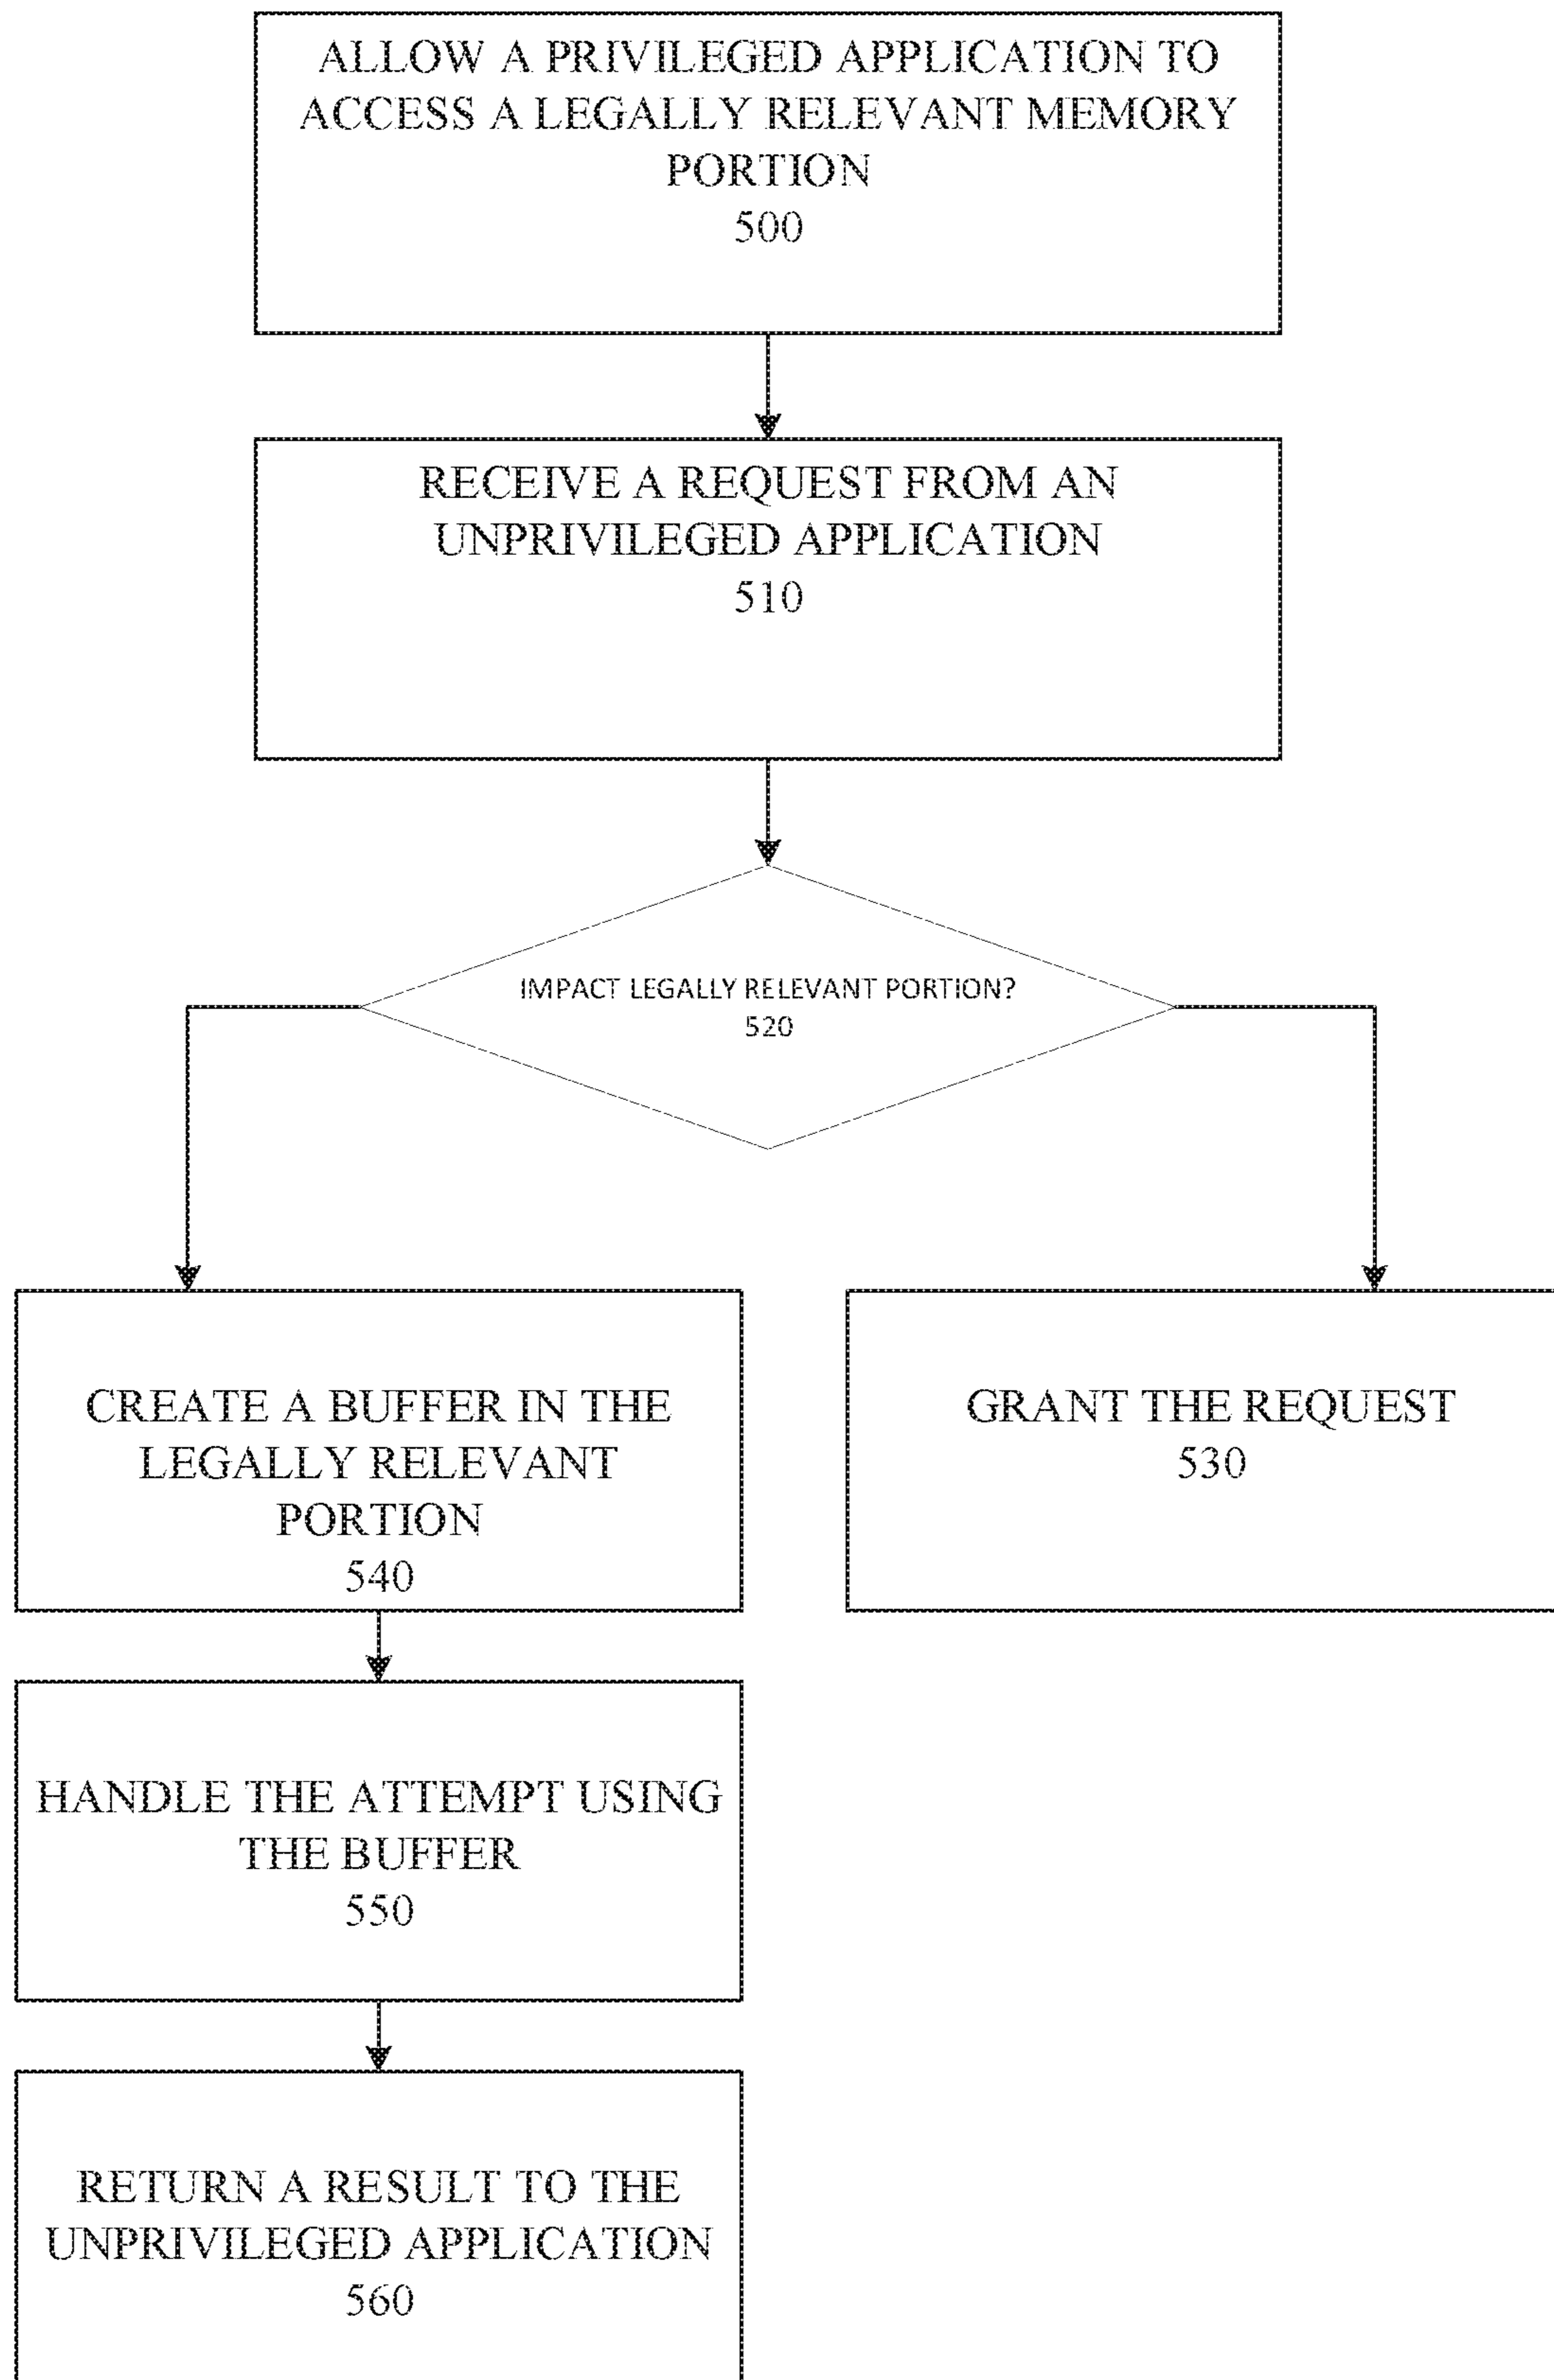 ALLOW A PRIVILEGED APPLICATION TO
ACCESS A LEGALLY RELEVANT MEMORY
PORTION
500
RECEIVE A REQUEST FROM AN
UNPRIVILEGED APPLICATION
510
IMPACT LEGALLY RELEVANT PORTION?
520
CREATE A BUFFER IN THE
LEGALLY RELEVANT
PORTION
540
GRANT THE REQUEST
530
HANDLE THE ATTEMPT USING
THE BUFFER
550
RETURN A RESULT TO THE
UNPRIVILEGED APPLICATION
560